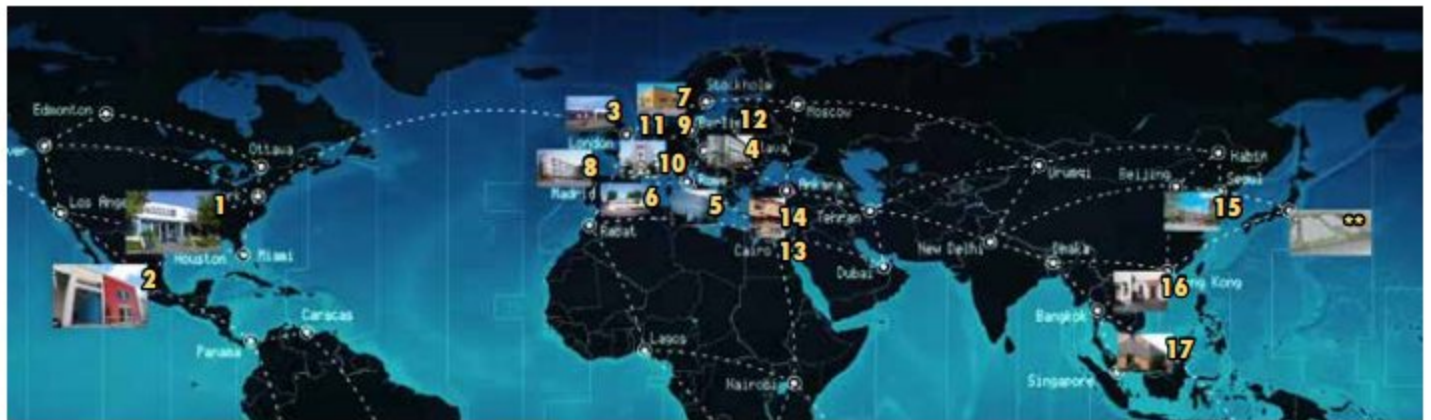 Stockholm
7
Edmonton
3
Moscow
11
9
12
London
4
Ottawa
Harbin
8
10
Urumqi
Beijing
Seoul
Madrid
Rome
Ankara
Los Ange
1
6
5
14
Tehran
15
**
Rabat
Cairo
13
New Delhi
Dhaka
Houston
Miami
Dubai
2
16
ng Kong
Caracas
Bangkok
Panama
Lagos
17
Nairobi
Singapore